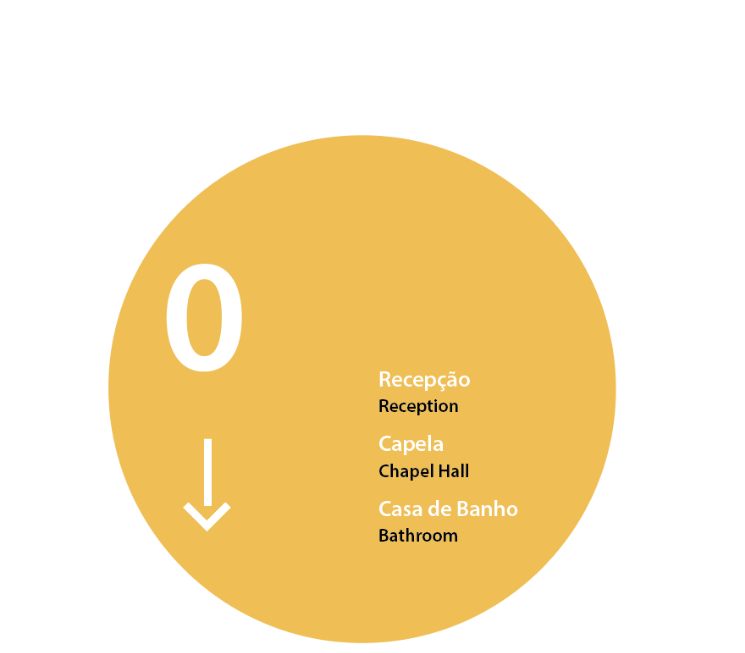 0
Recepção
Reception
Capela
Chapel Hall
Casa de Banho
Bathroom